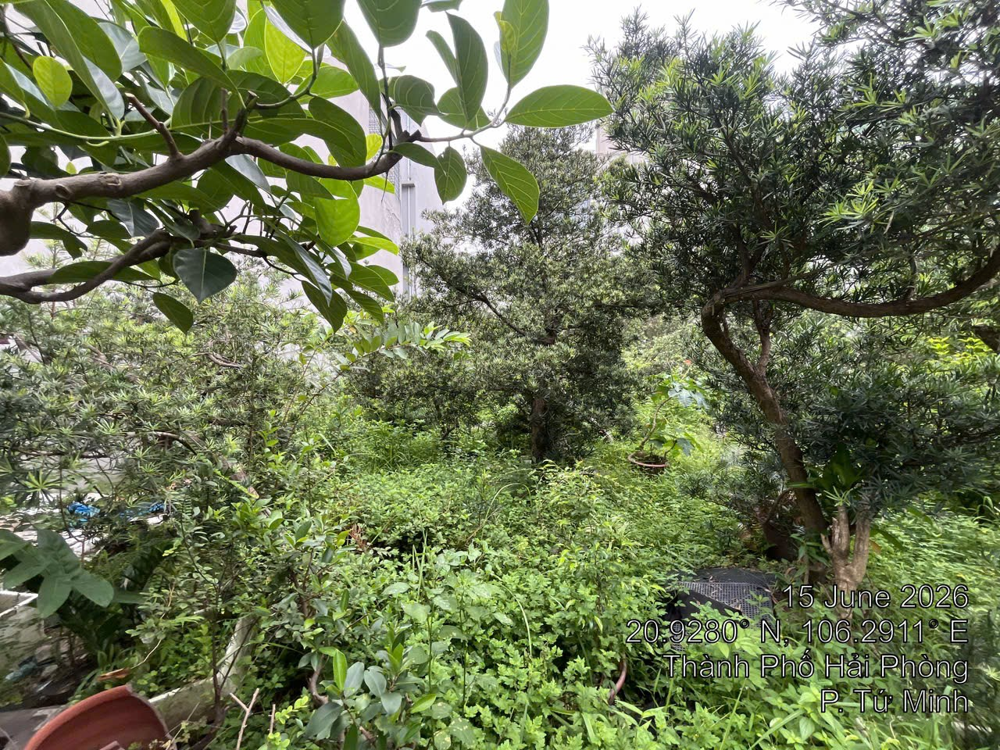 15 June 2026
20.9280° N, 106.2911° E
Thành Phố Hải Phòng
P. Tứ Minh